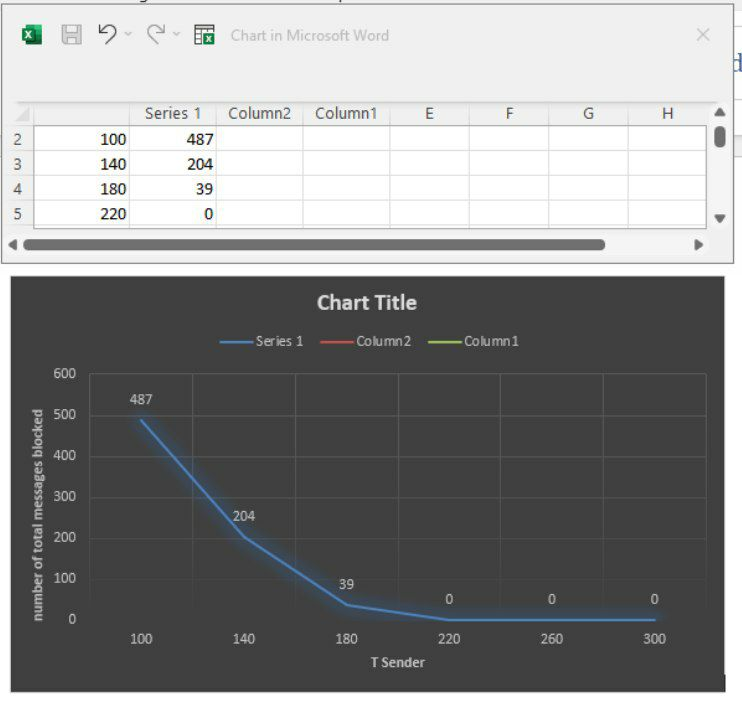 Chart in Microsoft Word
Series 1 Column2 Column1 E F G H
2 100 487
3 140 204
4 180 39
5 220 0
Chart Title
Series 1 Column2 Column1
number of total messages blocked
600
500
400
300
200
100
0
487
204
39
0 0 0
100 140 180 220 260 300
T Sender